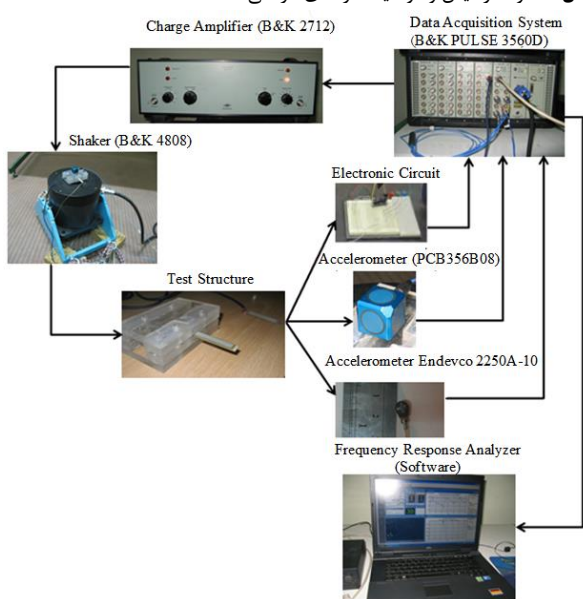 Charge Amplifier (B&K 2712)
Data Acquisition System
(B&K PULSE 3560D)
Shaker (B&K 4808)
Electronic Circuit
Accelerometer (PCB356B08)
Test Structure
Accelerometer Endevco 2250A-10
Frequency Response Analyzer
(Software)